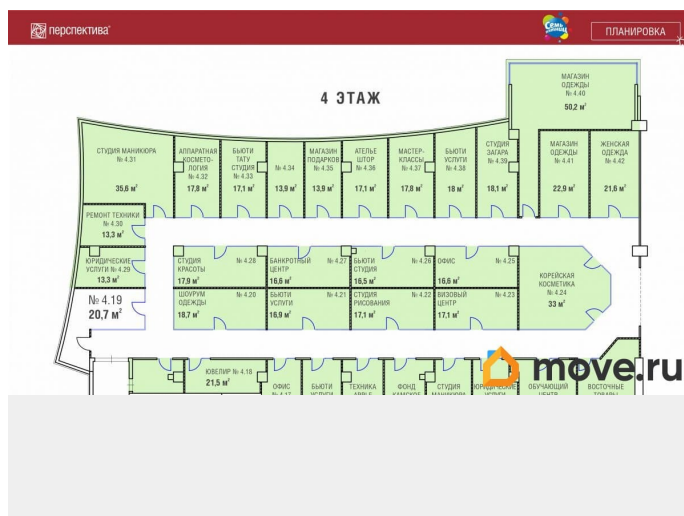 перспектива
Семь пятниц
ПЛАНИРОВКА
4 ЭТАЖ
МАГАЗИН
ОДЕЖДЫ
№ 4.40
50,2 м²
СТУДИЯ МАНИКЮРА
№ 4.31
35,6 м²
АППАРАТНАЯ
КОСМЕТО-
ЛОГИЯ
№ 4.32
17,8 м²
БЬЮТИ
ТАТУ
СТУДИЯ
№ 4.33
17,1 м²
№ 4.34
13,9 м²
МАГАЗИН
ПОДАРКОВ
№ 4.35
13,9 м²
АТЕЛЬЕ
ШТОР
№ 4.36
17,1 м²
МАСТЕР-
КЛАССЫ
№ 4.37
17,8 м²
БЬЮТИ
УСЛУГИ
№ 4.38
18 м²
СТУДИЯ
ЗАГАРА
№ 4.39
18,1 м²
МАГАЗИН
ОДЕЖДЫ
№ 4.41
22,9 м²
ЖЕНСКАЯ
ОДЕЖДА
№ 4.42
21,6 м²
РЕМОНТ ТЕХНИКИ
№ 4.30
13,3 м²
ЮРИДИЧЕСКИЕ
УСЛУГИ № 4.29
13,3 м²
№ 4.19
20,7 м²
СТУДИЯ № 4.28
КРАСОТЫ
17,9 м²
БАНКРОТНЫЙ № 4.27
ЦЕНТР
16,6 м²
БЬЮТИ № 4.26
СТУДИЯ
16,5 м²
ОФИС № 4.25
16,6 м²
КОРЕЙСКАЯ
КОСМЕТИКА
№ 4.24
33 м²
ШОУРУМ № 4.20
ОДЕЖДЫ
18,7 м²
БЬЮТИ № 4.21
УСЛУГИ
16,9 м²
СТУДИЯ № 4.22
РИСОВАНИЯ
17,1 м²
ВИЗОВЫЙ № 4.23
ЦЕНТР
17,1 м²
ЮВЕЛИР № 4.18
21,5 м²
ОФИС
№ 4.17
БЬЮТИ
УСЛУГИ
ТЕХНИКА
APPLE
ФОНД
КАМСКОЕ
СТУДИЯ
МАНИКЮРА
ЮРИДИЧЕСКИЕ
УСЛУГИ
ОБУЧАЮЩИЙ
ЦЕНТР
ВОСТОЧНЫЕ
ТОВАРЫ
move.ru